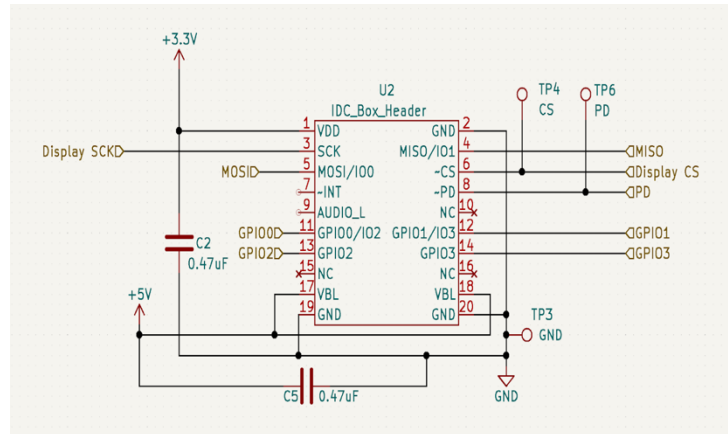 +3.3V
U2
IDC_Box_Header
TP4
CS
TP6
PD
1 VDD GND 2
Display SCK 3 SCK MISO/IO1 4 MISO
MOSI 5 MOSI/IO0 ~CS 6 Display CS
7 ~INT ~PD 8 PD
9 AUDIO_L NC 10
GPIO0 11 GPIO0/IO2 GPIO1/IO3 12 GPIO1
GPIO2 13 GPIO2 GPIO3 14 GPIO3
C2
0.47uF
15 NC NC 16
+5V
17 VBL VBL 18
19 GND GND 20
TP3
GND
C5 0.47uF
GND